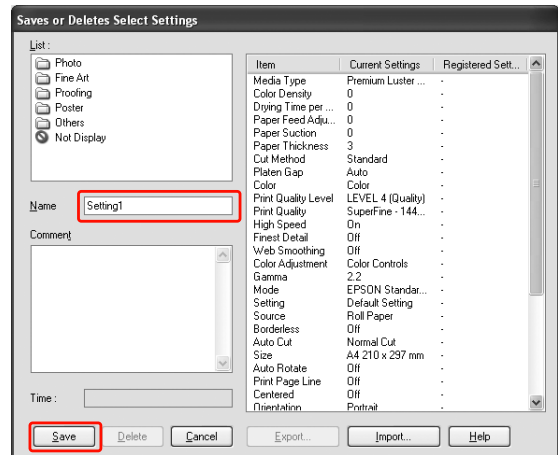 Saves or Deletes Select Settings
List :
Photo
Fine Art
Proofing
Poster
Others
Not Display
Name Setting1
Comment
Time :
Item Current Settings Registered Sett...
Media Type Premium Luster ... -
Color Density 0 -
Drying Time per ... 0 -
Paper Feed Adju... 0 -
Paper Suction 0 -
Paper Thickness 3 -
Cut Method Standard -
Platen Gap Auto -
Color Color -
Print Quality Level LEVEL 4 (Quality) -
Print Quality SuperFine - 144... -
High Speed On -
Finest Detail Off -
Web Smoothing Off -
Color Adjustment Color Controls -
Gamma 2.2 -
Mode EPSON Standar... -
Setting Default Setting -
Source Roll Paper -
Borderless Off -
Auto Cut Normal Cut -
Size A4 210 x 297 mm -
Auto Rotate Off -
Print Page Line Off -
Centered Off -
Orientation Portrait -
Save Delete Cancel Export... Import... Help